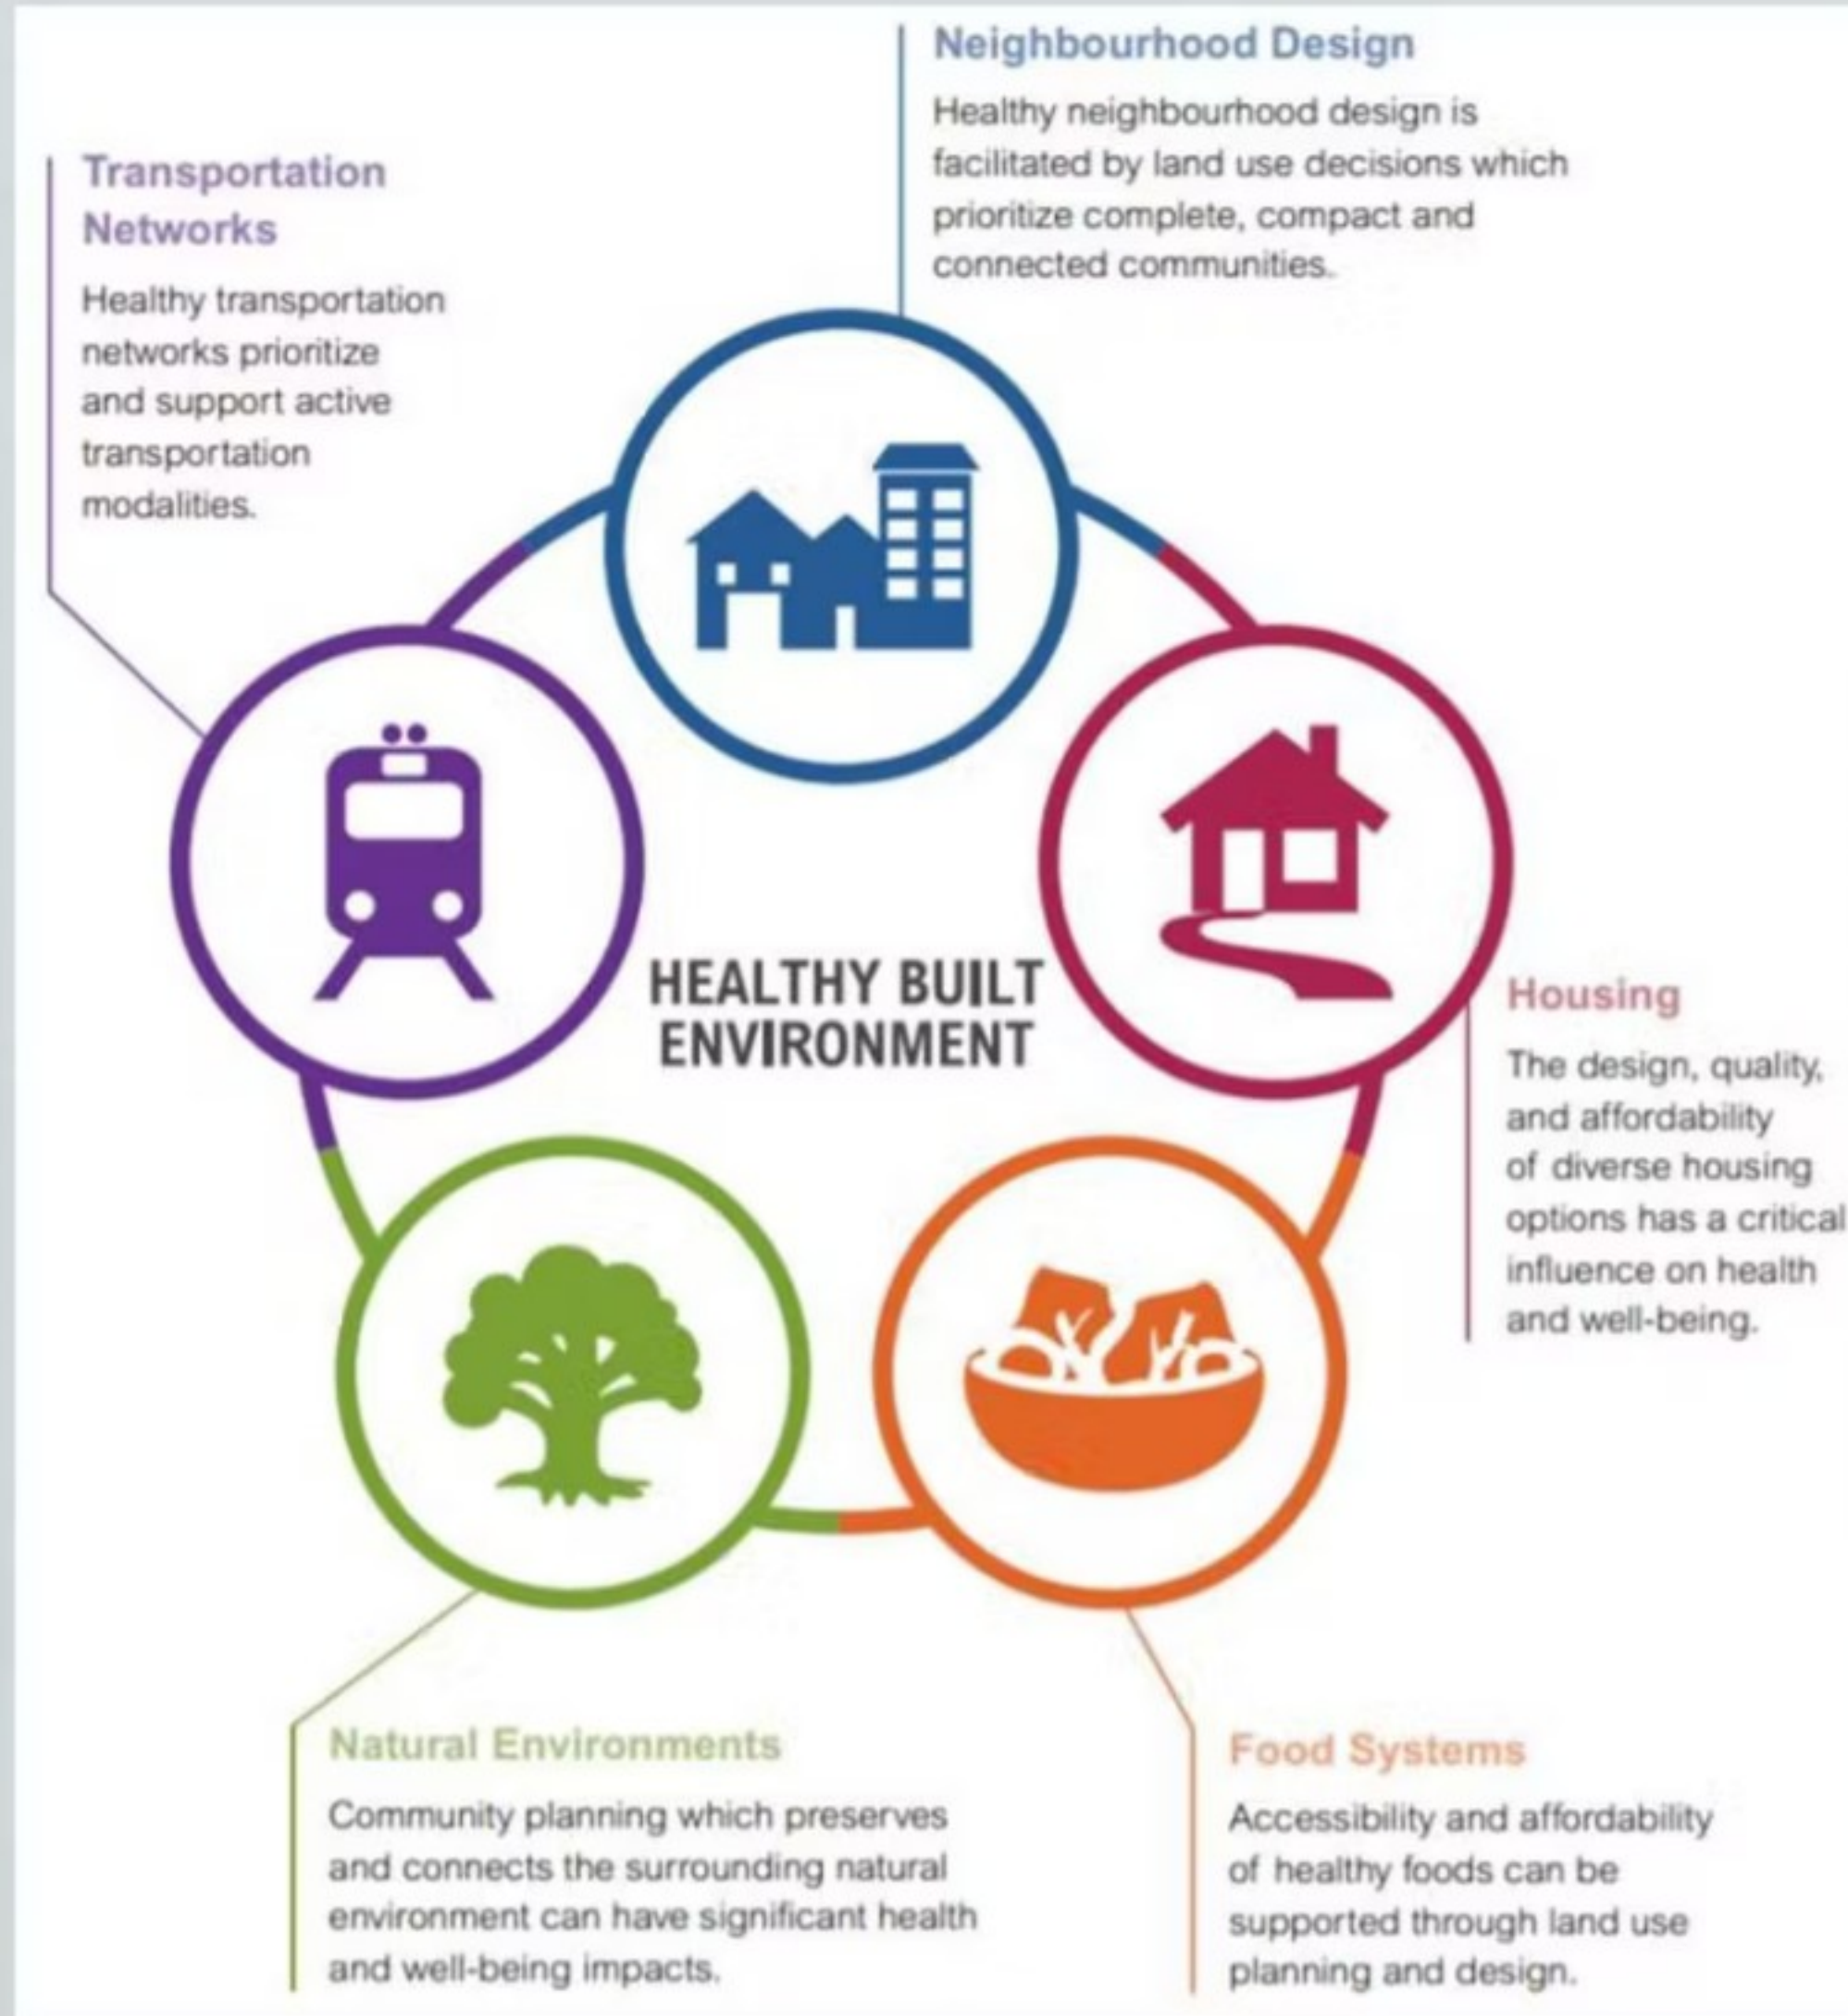 Neighbourhood Design
Healthy neighbourhood design is
facilitated by land use decisions which
prioritize complete, compact and
connected communities.
Transportation
Networks
Healthy transportation
networks prioritize
and support active
transportation
modalities.
HEALTHY BUILT
ENVIRONMENT
Housing
The design, quality,
and affordability
of diverse housing
options has a critical
influence on health
and well-being.
Natural Environments
Community planning which preserves
and connects the surrounding natural
environment can have significant health
and well-being impacts.
Food Systems
Accessibility and affordability
of healthy foods can be
supported through land use
planning and design.